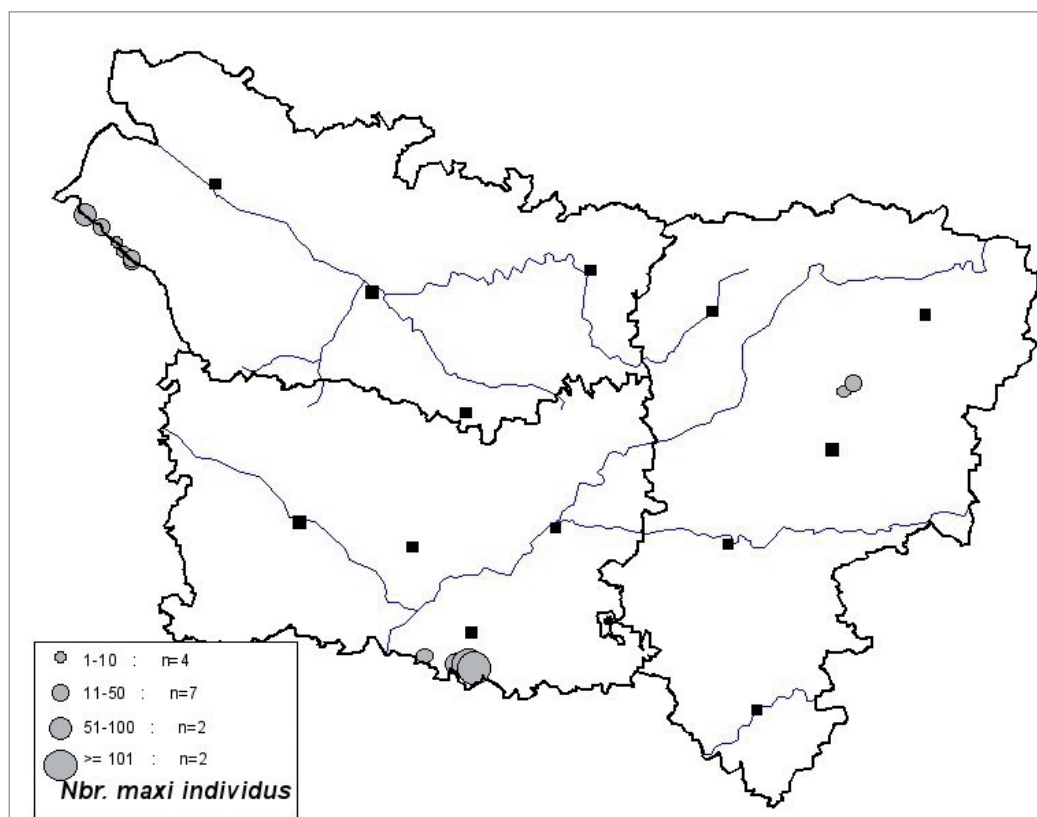 1-10 : n=4
11-50 : n=7
51-100 : n=2
>= 101 : n=2
Nbr. maxi individus